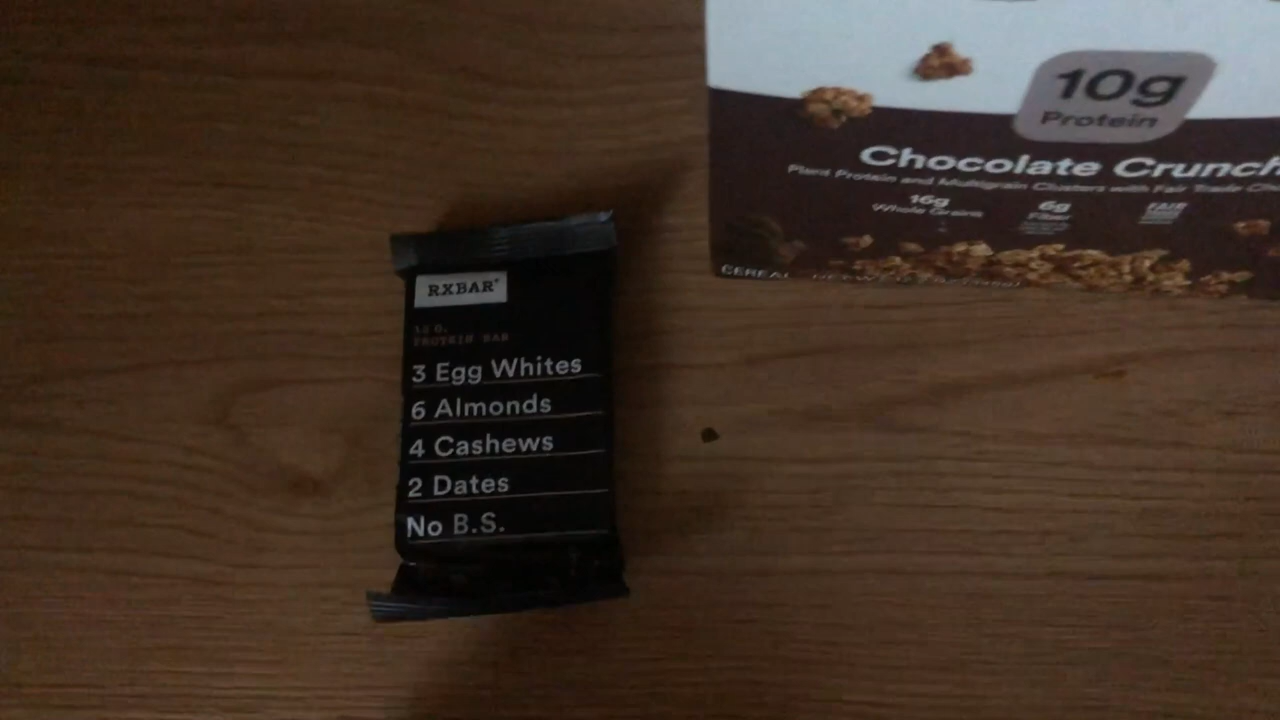 RXBAR®
12 G.
PROTEIN BAR
3 Egg Whites
6 Almonds
4 Cashews
2 Dates
No B.S.
10g
Protein
Chocolate Crunch
Plant Protein and Multigrain Clusters with Fair Trade
16g
Whole Grains
6g
Fiber
FAIR
CEREAL